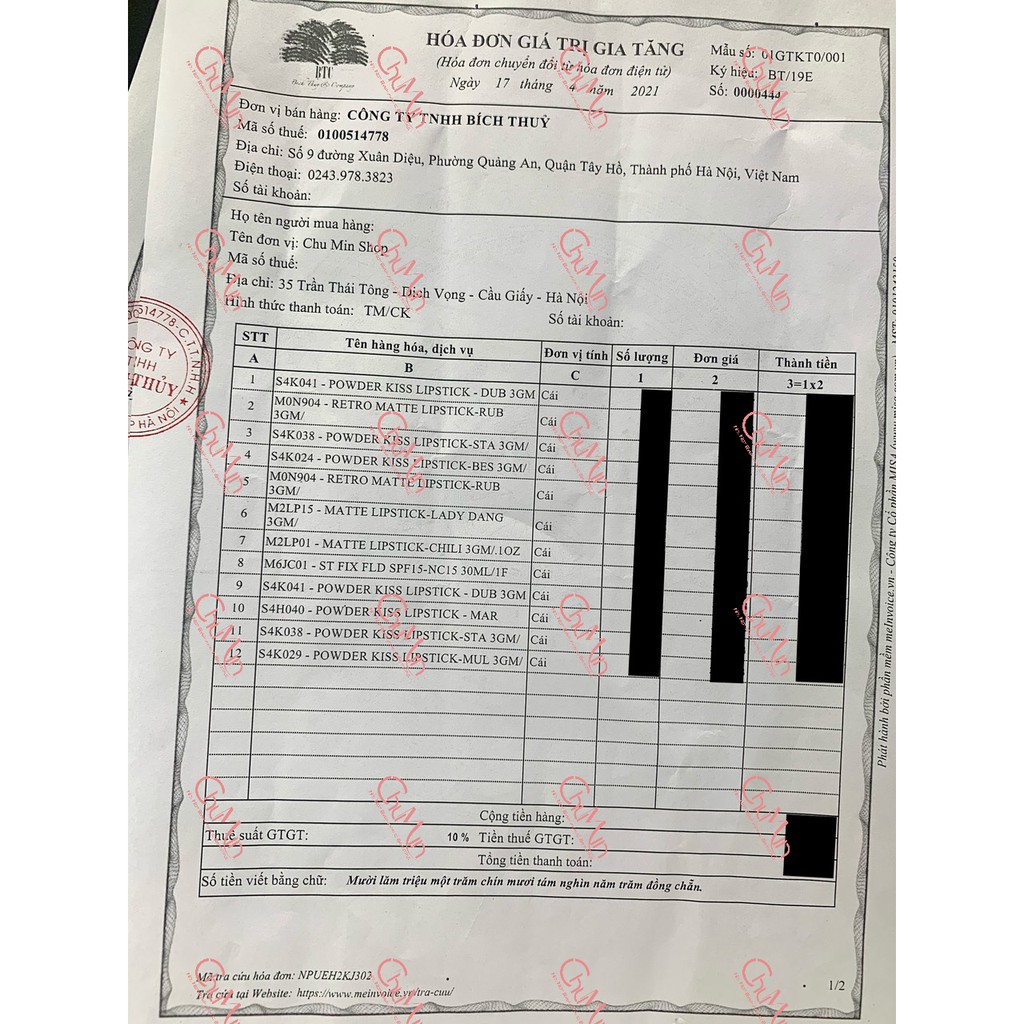 HÓA ĐƠN GIÁ TRỊ GIA TĂNG
(Hóa đơn chuyển đổi từ hóa đơn điện tử)
Ngày 17 tháng 4 năm 2021
Mẫu số: 01GTKT0/001
Ký hiệu: BT/19E
Số: 0000444
BTC
Bich Thuy & Company
Đơn vị bán hàng: CÔNG TY TNHH BÍCH THUỶ
Mã số thuế: 0100514778
Địa chỉ: Số 9 đường Xuân Diệu, Phường Quảng An, Quận Tây Hồ, Thành phố Hà Nội, Việt Nam
Điện thoại: 0243.978.3823
Số tài khoản:
Họ tên người mua hàng:
Tên đơn vị: Chu Min Shop
Mã số thuế:
Địa chỉ: 35 Trần Thái Tông - Dịch Vọng - Cầu Giấy - Hà Nội
Hình thức thanh toán: TM/CK Số tài khoản:
STT Tên hàng hóa, dịch vụ Đơn vị tính Số lượng Đơn giá Thành tiền
A B C 1 2 3=1x2
1 S4K041 - POWDER KISS LIPSTICK - DUB 3GM Cái
2 M0N904 - RETRO MATTE LIPSTICK-RUB 3GM/ Cái
3 S4K038 - POWDER KISS LIPSTICK-STA 3GM/ Cái
4 S4K024 - POWDER KISS LIPSTICK-BES 3GM/ Cái
5 M0N904 - RETRO MATTE LIPSTICK-RUB 3GM/ Cái
6 M2LP15 - MATTE LIPSTICK-LADY DANG 3GM/ Cái
7 M2LP01 - MATTE LIPSTICK-CHILI 3GM/.1OZ Cái
8 M6JC01 - ST FIX FLD SPF15-NC15 30ML/1F Cái
9 S4K041 - POWDER KISS LIPSTICK - DUB 3GM Cái
10 S4H040 - POWDER KISS LIPSTICK - MAR Cái
11 S4K038 - POWDER KISS LIPSTICK-STA 3GM/ Cái
12 S4K029 - POWDER KISS LIPSTICK-MUL 3GM/ Cái
Cộng tiền hàng:
Thuế suất GTGT: 10 % Tiền thuế GTGT:
Tổng tiền thanh toán:
Số tiền viết bằng chữ: Mười lăm triệu một trăm chín mươi tám nghìn năm trăm đồng chẵn.
Mã tra cứu hóa đơn: NPUEH2KJ302
Tra cứu tại Website: https://www.meinvoice.vn/tra-cuu/
1/2
Phát hành bởi phần mềm meInvoice.vn - Công ty Cổ phần MISA
ChuMin